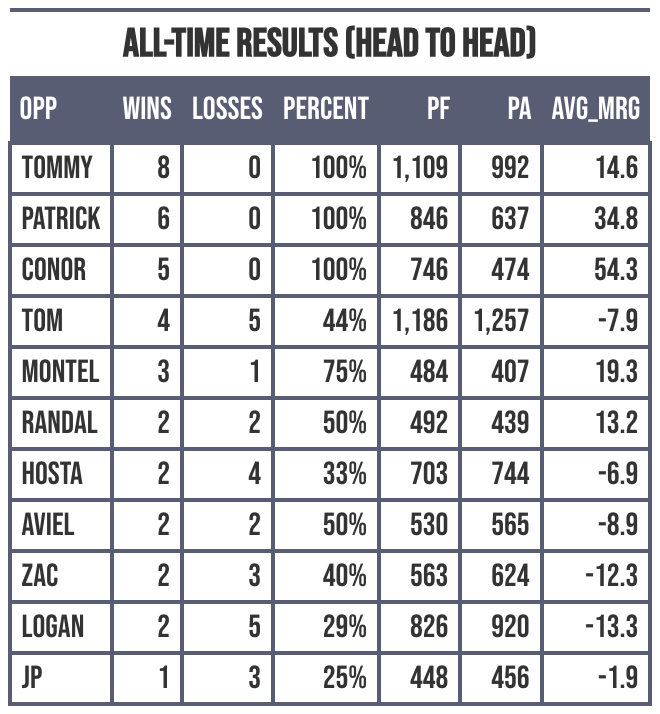 ALL-TIME RESULTS (HEAD TO HEAD)
OPP WINS LOSSES PERCENT PF PA AVG_MRG
TOMMY 8 0 100% 1,109 992 14.6
PATRICK 6 0 100% 846 637 34.8
CONOR 5 0 100% 746 474 54.3
TOM 4 5 44% 1,186 1,257 -7.9
MONTEL 3 1 75% 484 407 19.3
RANDAL 2 2 50% 492 439 13.2
HOSTA 2 4 33% 703 744 -6.9
AVIEL 2 2 50% 530 565 -8.9
ZAC 2 3 40% 563 624 -12.3
LOGAN 2 5 29% 826 920 -13.3
JP 1 3 25% 448 456 -1.9